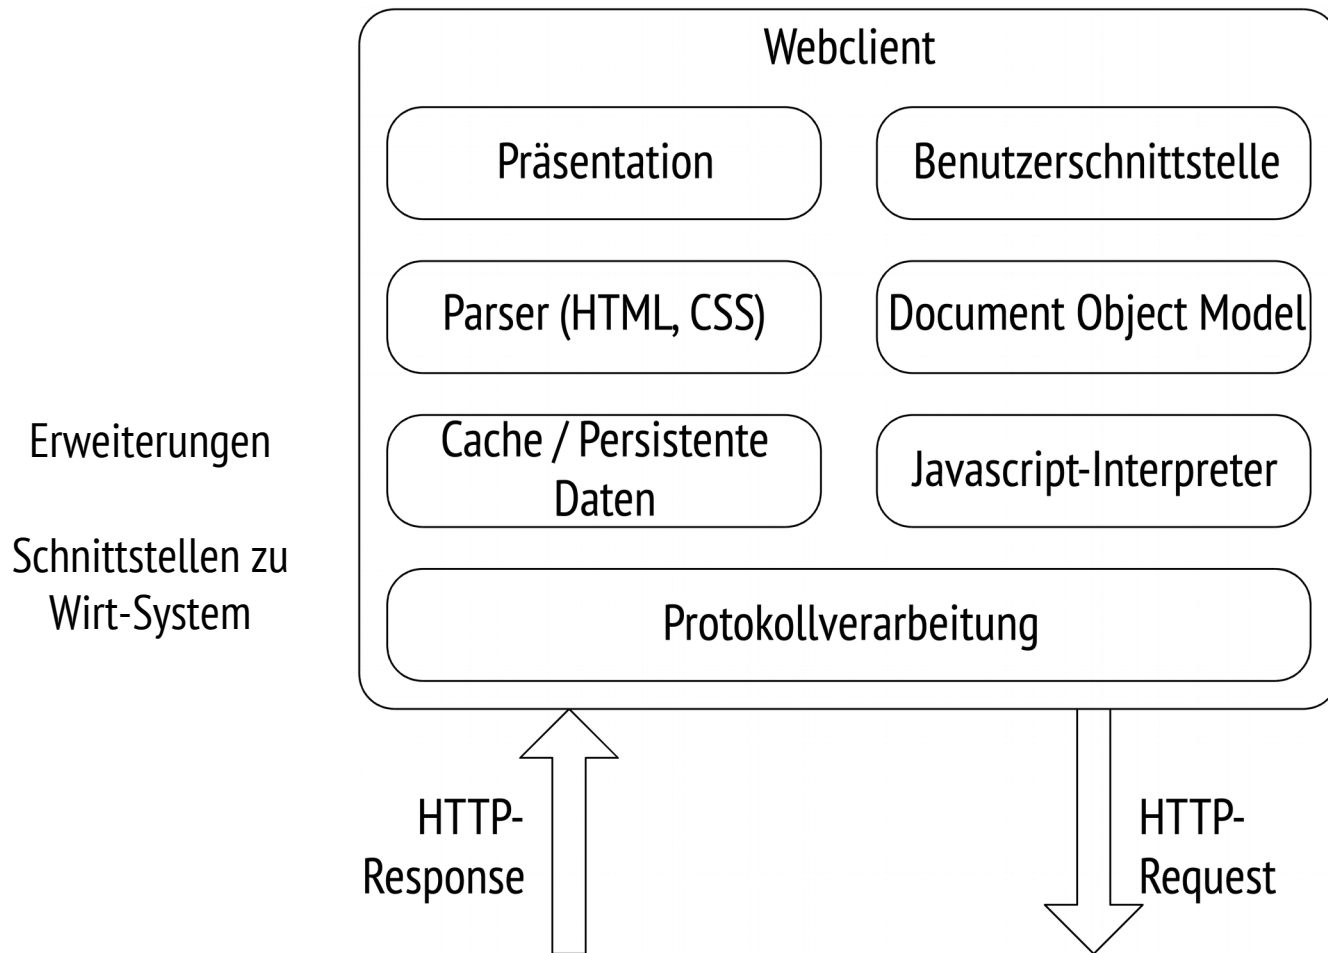 Webclient
Präsentation
Benutzerschnittstelle
Parser (HTML, CSS)
Document Object Model
Erweiterungen
Cache / Persistente
Daten
Javascript-Interpreter
Schnittstellen zu
Wirt-System
Protokollverarbeitung
HTTP-
Response
HTTP-
Request